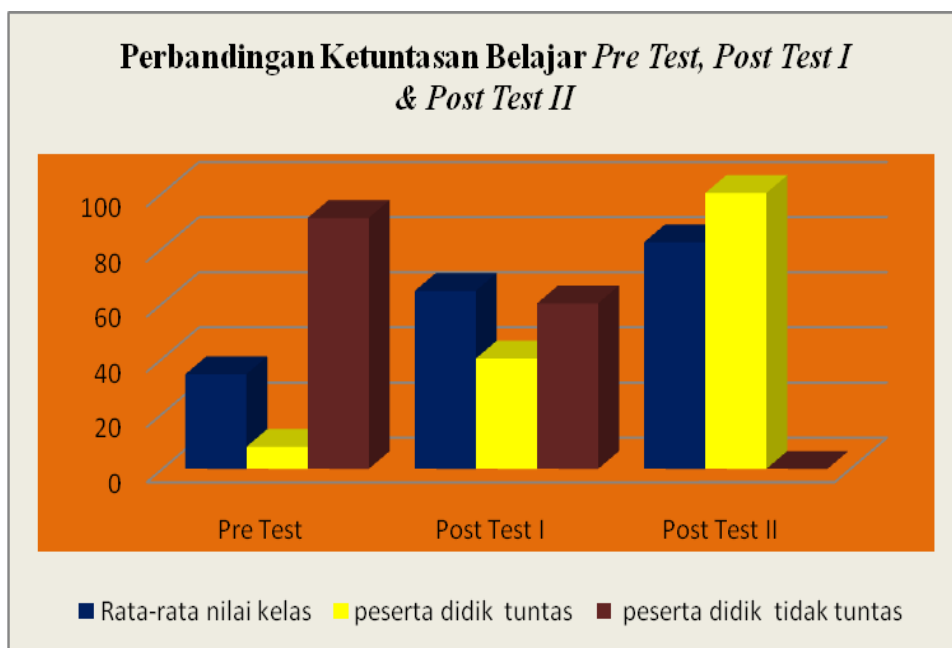 Perbandingan Ketuntasan Belajar Pre Test, Post Test I
& Post Test II
100
80
60
40
20
0
Pre Test Post Test I Post Test II
Rata-rata nilai kelas peserta didik tuntas peserta didik tidak tuntas